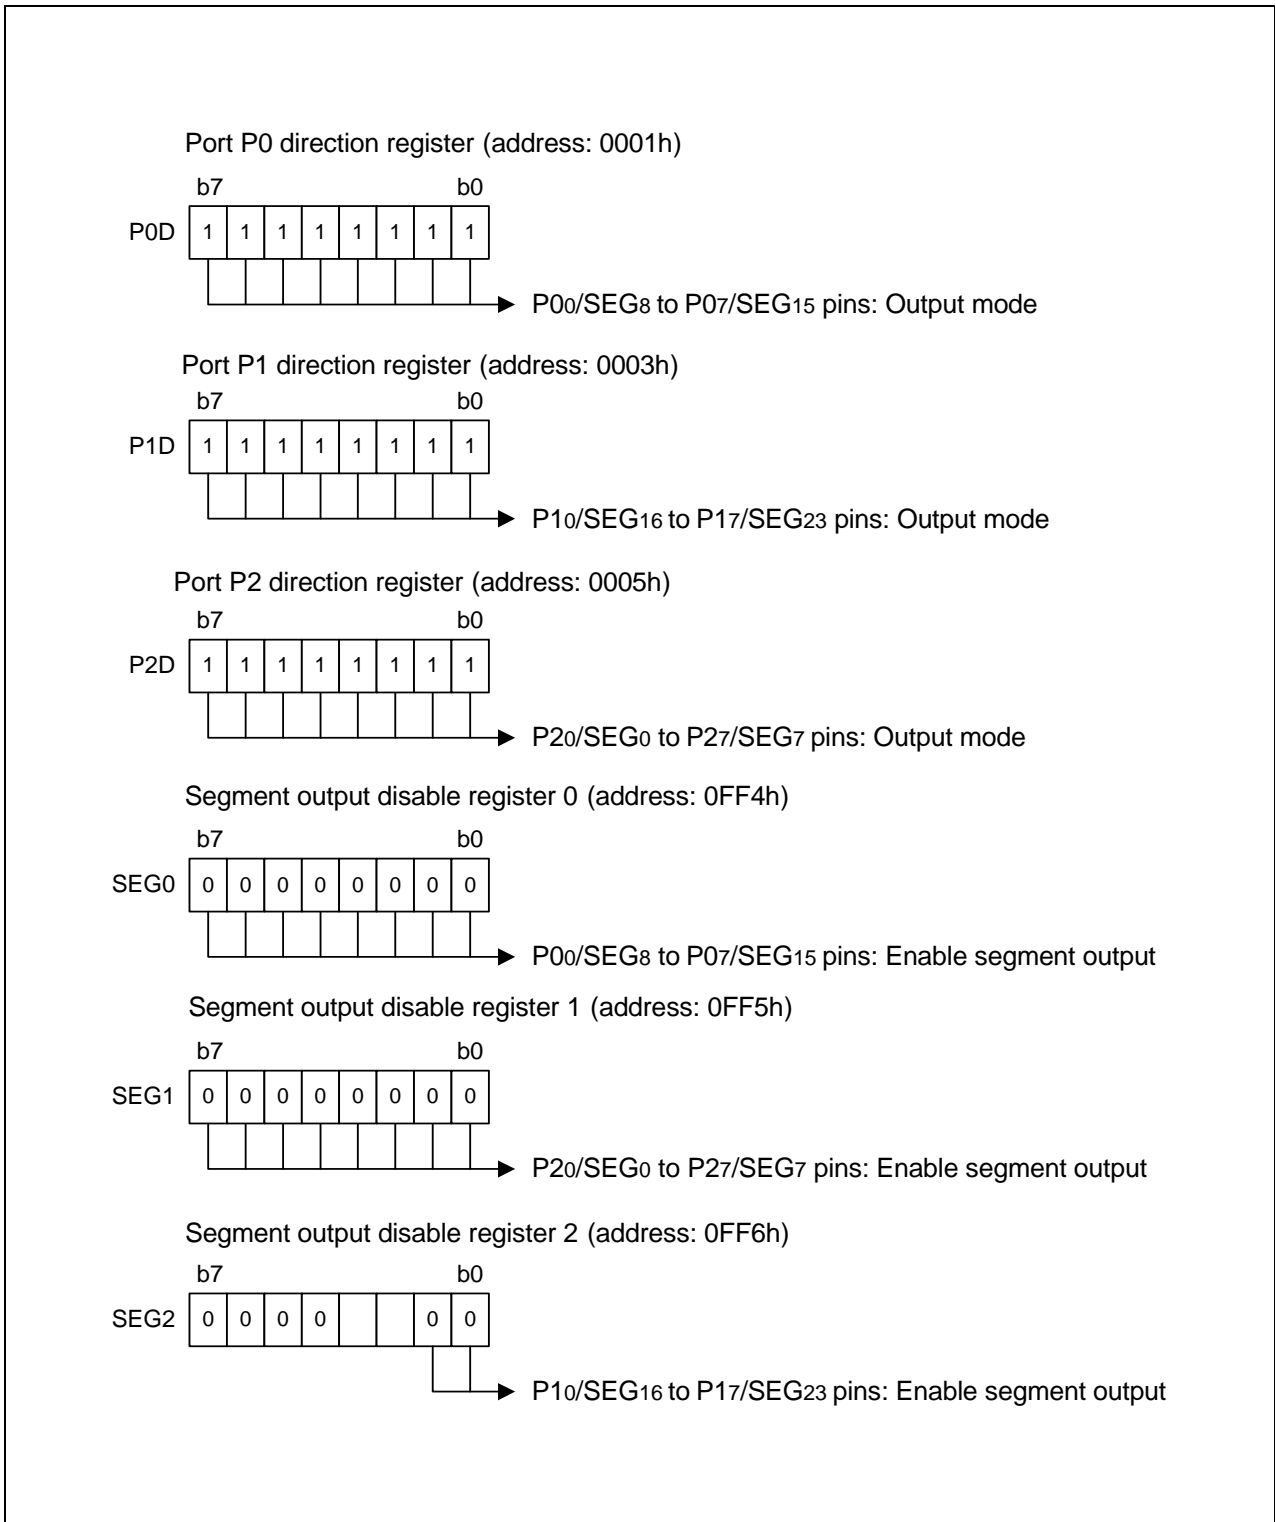 Port P0 direction register (address: 0001h)
b7 b0
P0D 1 1 1 1 1 1 1 1
P00/SEG8 to P07/SEG15 pins: Output mode
Port P1 direction register (address: 0003h)
b7 b0
P1D 1 1 1 1 1 1 1 1
P10/SEG16 to P17/SEG23 pins: Output mode
Port P2 direction register (address: 0005h)
b7 b0
P2D 1 1 1 1 1 1 1 1
P20/SEG0 to P27/SEG7 pins: Output mode
Segment output disable register 0 (address: 0FF4h)
b7 b0
SEG0 0 0 0 0 0 0 0 0
P00/SEG8 to P07/SEG15 pins: Enable segment output
Segment output disable register 1 (address: 0FF5h)
b7 b0
SEG1 0 0 0 0 0 0 0 0
P20/SEG0 to P27/SEG7 pins: Enable segment output
Segment output disable register 2 (address: 0FF6h)
b7 b0
SEG2 0 0 0 0 0 0
P10/SEG16 to P17/SEG23 pins: Enable segment output